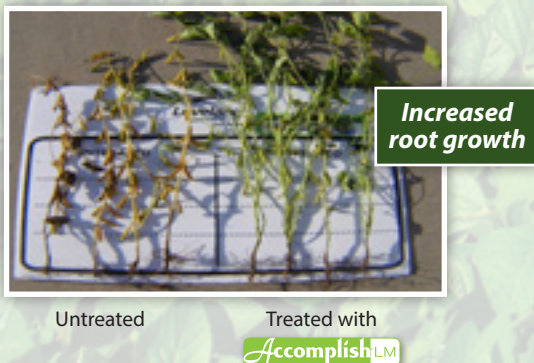 Increased
root growth
Untreated
Treated with
Accomplish LM